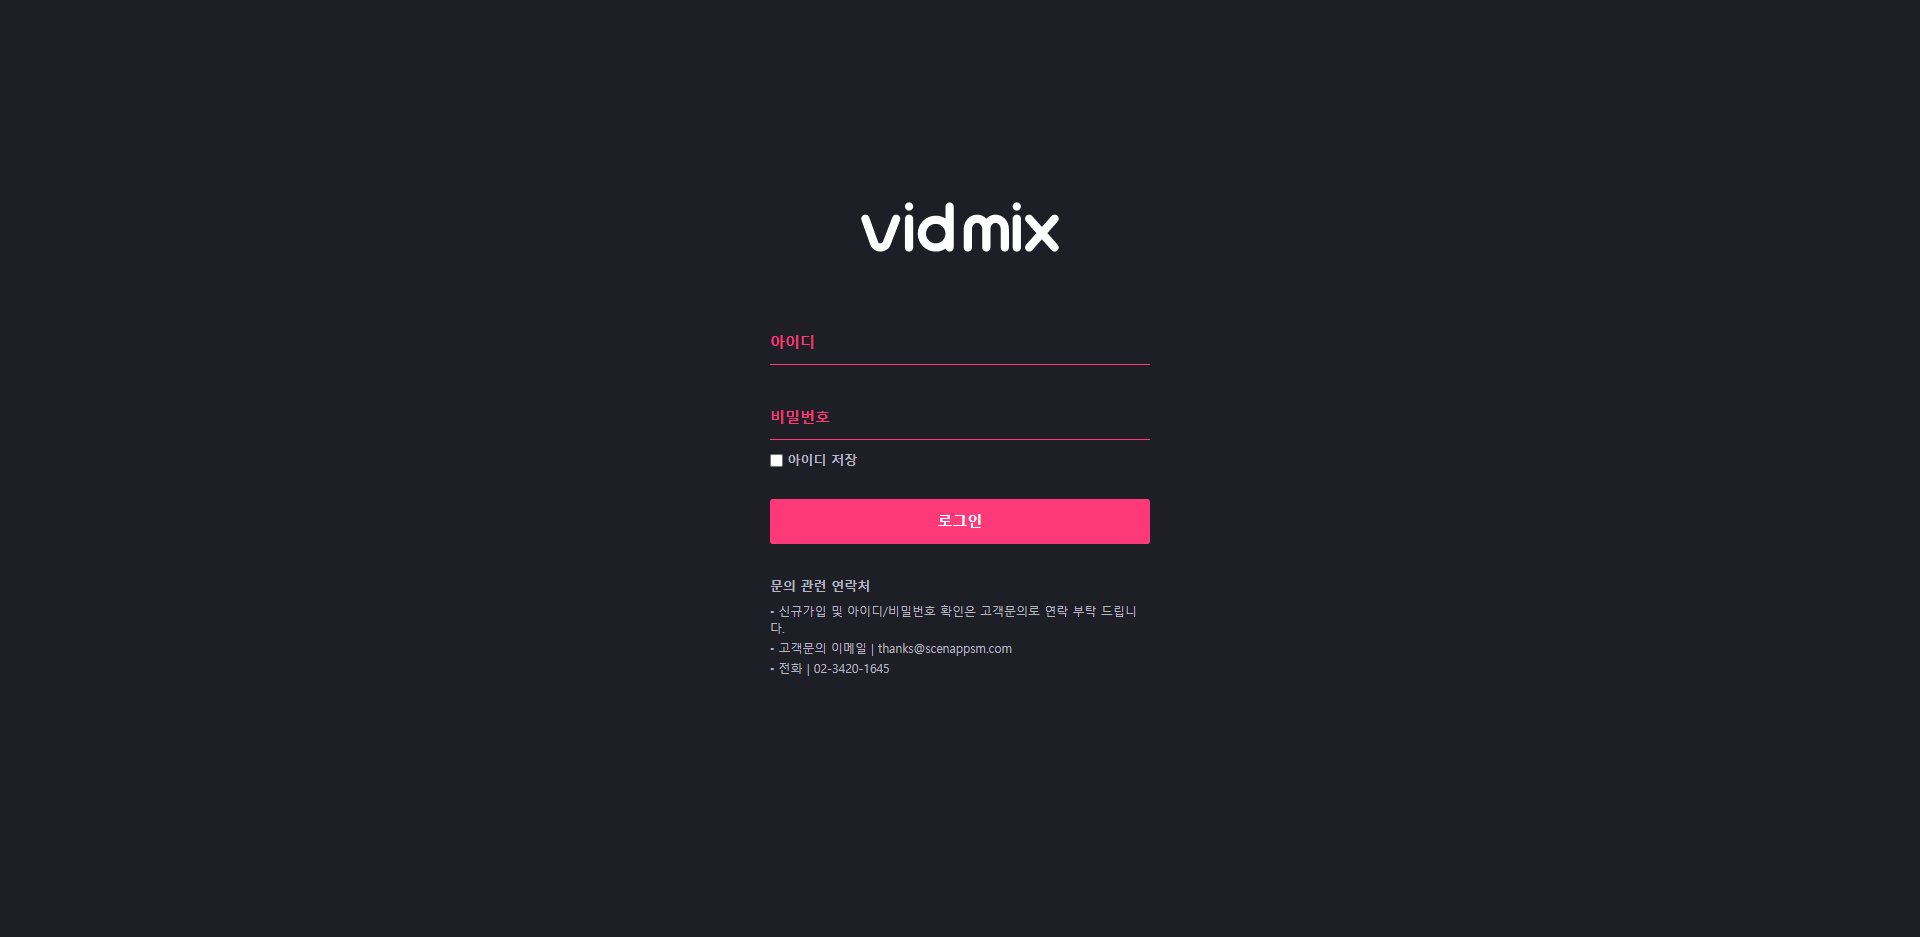 vidmix
아이디
비밀번호
아이디 저장
로그인
문의 관련 연락처
- 신규가입 및 아이디/비밀번호 확인은 고객문의로 연락 부탁 드립니
다.
- 고객문의 이메일 | thanks@scenappsm.com
- 전화 | 02-3420-1645